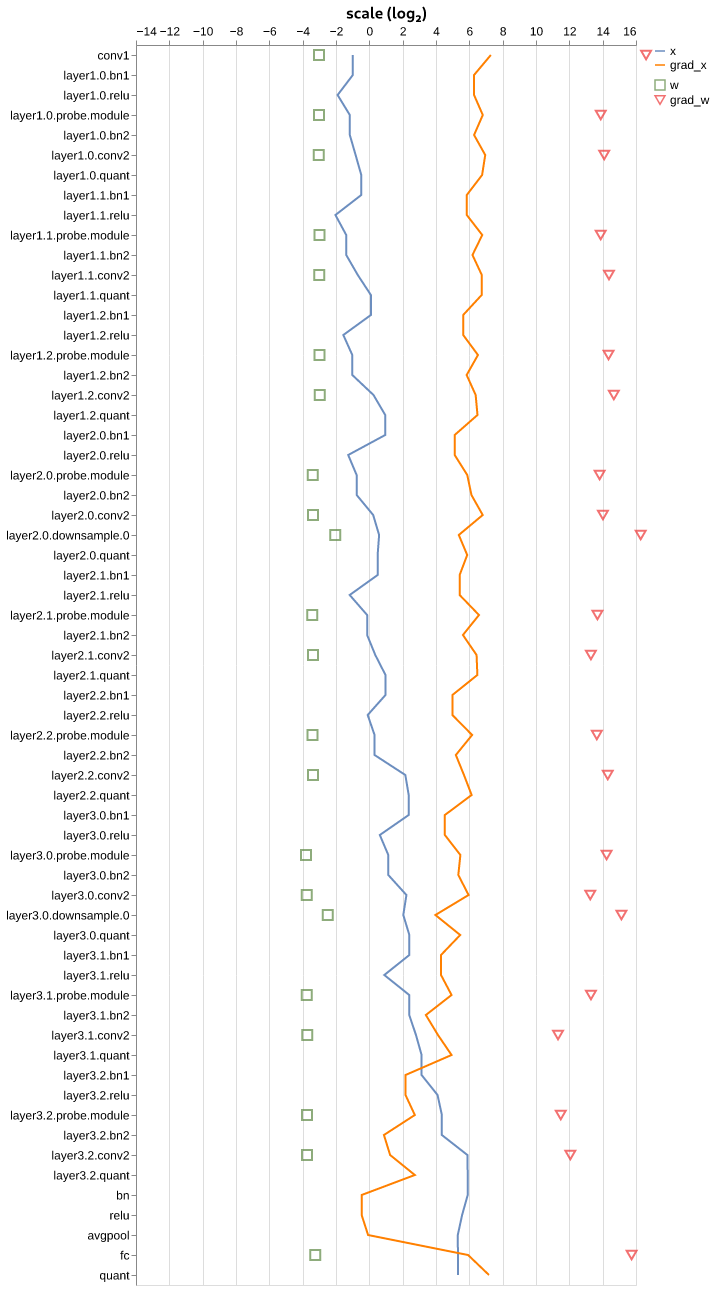 scale (log₂)
−14 −12 −10 −8 −6 −4 −2 0 2 4 6 8 10 12 14 16
x
grad_x
w
grad_w
conv1
layer1.0.bn1
layer1.0.relu
layer1.0.probe.module
layer1.0.bn2
layer1.0.conv2
layer1.0.quant
layer1.1.bn1
layer1.1.relu
layer1.1.probe.module
layer1.1.bn2
layer1.1.conv2
layer1.1.quant
layer1.2.bn1
layer1.2.relu
layer1.2.probe.module
layer1.2.bn2
layer1.2.conv2
layer1.2.quant
layer2.0.bn1
layer2.0.relu
layer2.0.probe.module
layer2.0.bn2
layer2.0.conv2
layer2.0.downsample.0
layer2.0.quant
layer2.1.bn1
layer2.1.relu
layer2.1.probe.module
layer2.1.bn2
layer2.1.conv2
layer2.1.quant
layer2.2.bn1
layer2.2.relu
layer2.2.probe.module
layer2.2.bn2
layer2.2.conv2
layer2.2.quant
layer3.0.bn1
layer3.0.relu
layer3.0.probe.module
layer3.0.bn2
layer3.0.conv2
layer3.0.downsample.0
layer3.0.quant
layer3.1.bn1
layer3.1.relu
layer3.1.probe.module
layer3.1.bn2
layer3.1.conv2
layer3.1.quant
layer3.2.bn1
layer3.2.relu
layer3.2.probe.module
layer3.2.bn2
layer3.2.conv2
layer3.2.quant
bn
relu
avgpool
fc
quant